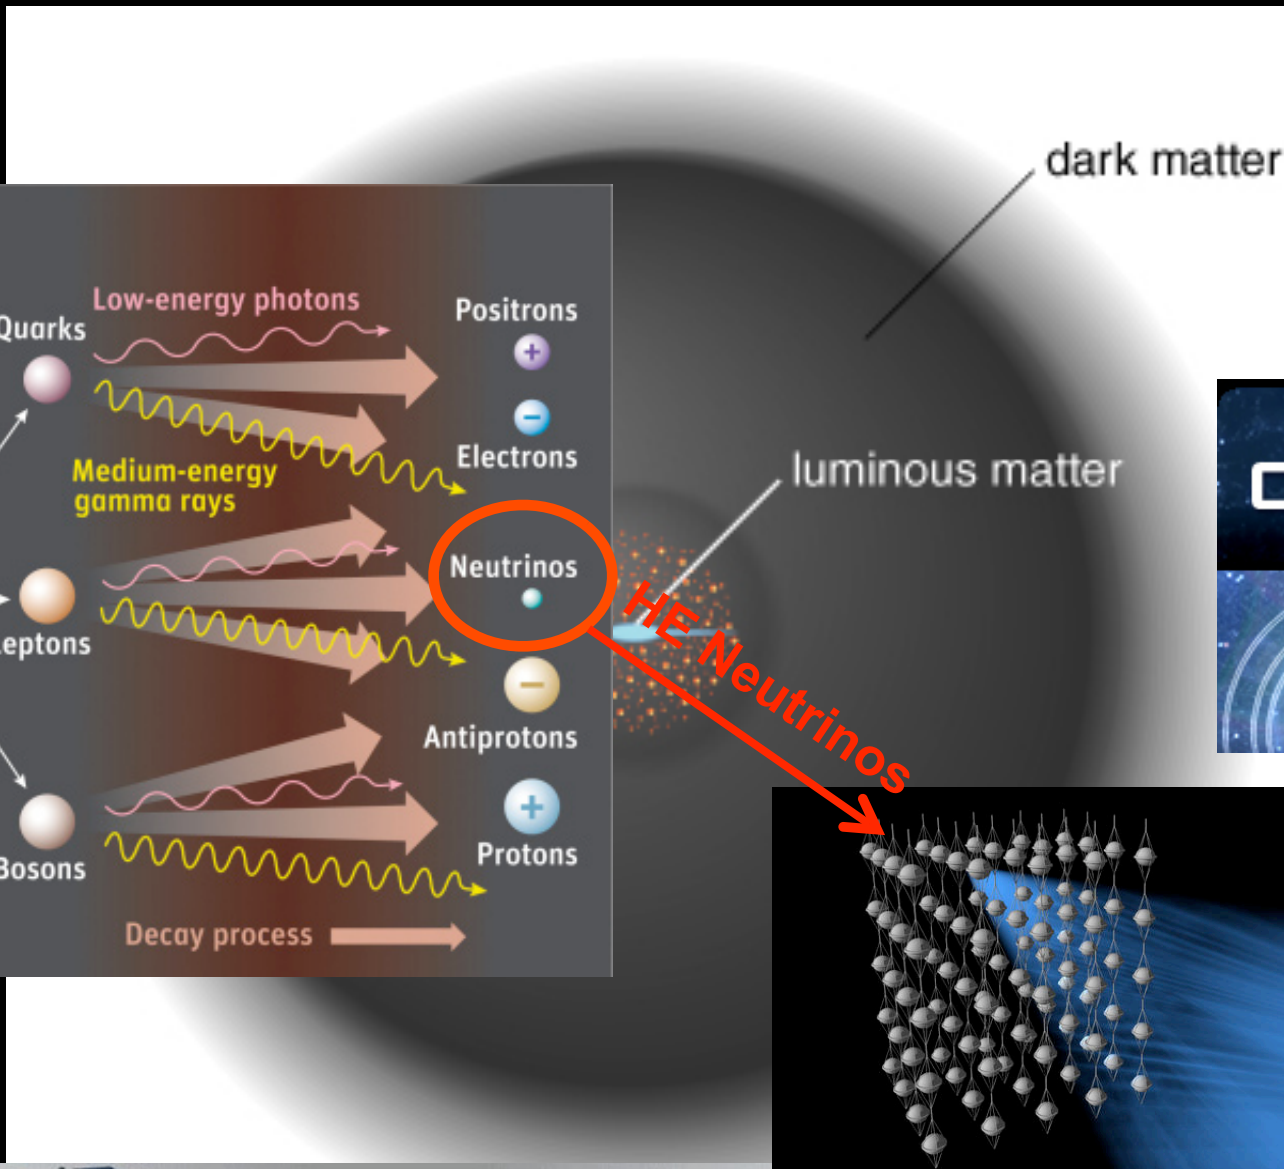 dark matter
Low-energy photons
Positrons
Quarks
+
−
Electrons
luminous matter
Medium-energy
gamma rays
Neutrinos
HE Neutrinos
eptons
−
Antiprotons
+
Protons
Bosons
Decay process